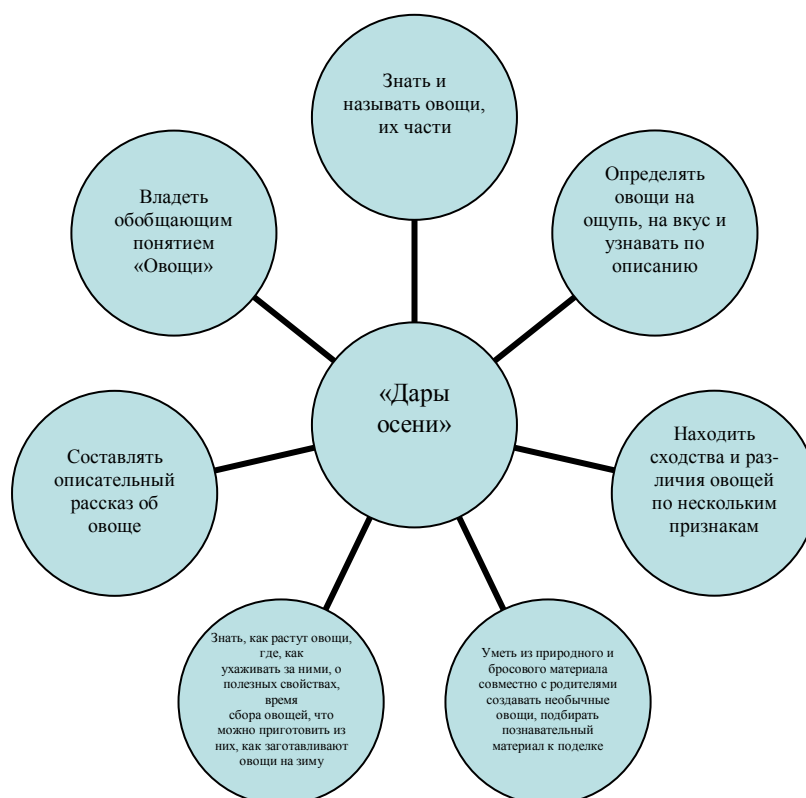 Знать и
называть овощи,
их части
Определять
овощи на
ощупь, на вкус и
узнавать по
описанию
Находить
сходства и раз-
личия овощей
по нескольким
признакам
Уметь из природного и
бросового материала
совместно с родителями
создавать необычные
овощи, подбирать
познавательный
материал к поделке
Знать, как растут овощи,
где, как
ухаживать за ними, о
полезных свойствах,
время
сбора овощей, что
можно приготовить из
них, как заготавливают
овощи на зиму
Составлять
описательный
рассказ об
овоще
Владеть
обобщающим
понятием
«Овощи»
«Дары
осени»